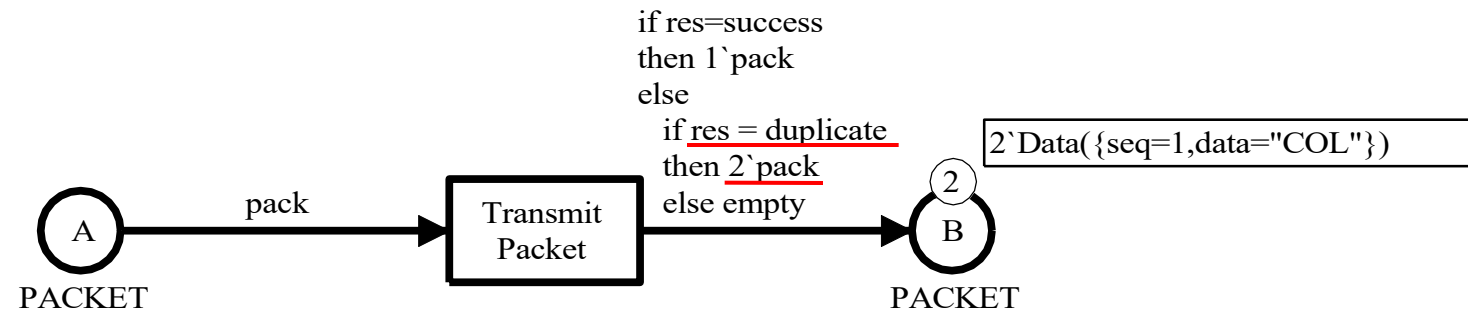 if res=success
then 1`pack
else
if res = duplicate
then 2`pack
else empty
2`Data({seq=1,data="COL"})
2
A
pack
Transmit
Packet
B
PACKET
PACKET